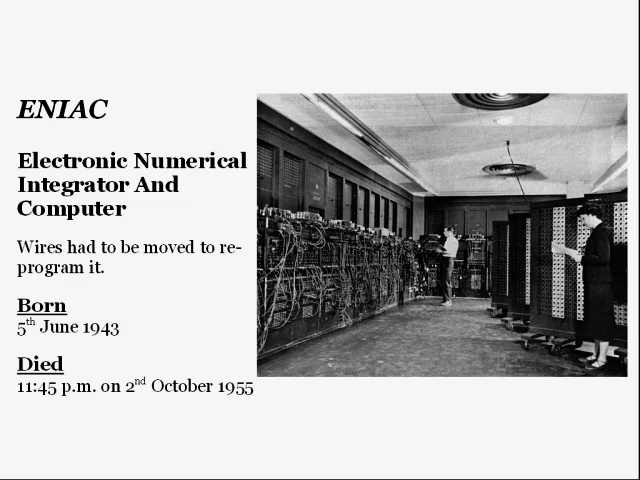 ENIAC
Electronic Numerical
Integrator And
Computer
Wires had to be moved to re-
program it.
Born
5th June 1943
Died
11:45 p.m. on 2nd October 1955